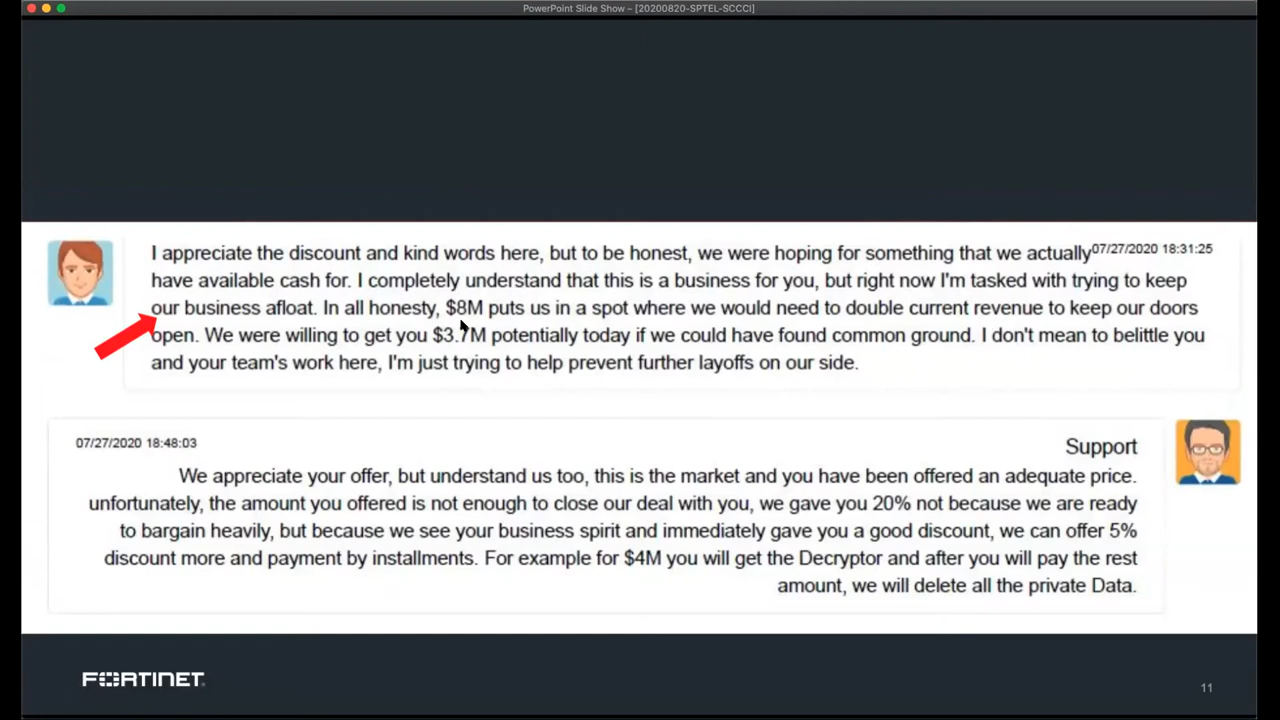 PowerPoint Slide Show – [20200820-SPTEL-SCCCI]
I appreciate the discount and kind words here, but to be honest, we were hoping for something that we actually 07/27/2020 18:31:25
have available cash for. I completely understand that this is a business for you, but right now I'm tasked with trying to keep
our business afloat. In all honesty, $8M puts us in a spot where we would need to double current revenue to keep our doors
open. We were willing to get you $3.7M potentially today if we could have found common ground. I don't mean to belittle you
and your team's work here, I'm just trying to help prevent further layoffs on our side.
07/27/2020 18:48:03
Support
We appreciate your offer, but understand us too, this is the market and you have been offered an adequate price.
unfortunately, the amount you offered is not enough to close our deal with you, we gave you 20% not because we are ready
to bargain heavily, but because we see your business spirit and immediately gave you a good discount, we can offer 5%
discount more and payment by installments. For example for $4M you will get the Decryptor and after you will pay the rest
amount, we will delete all the private Data.
FORTINET
11